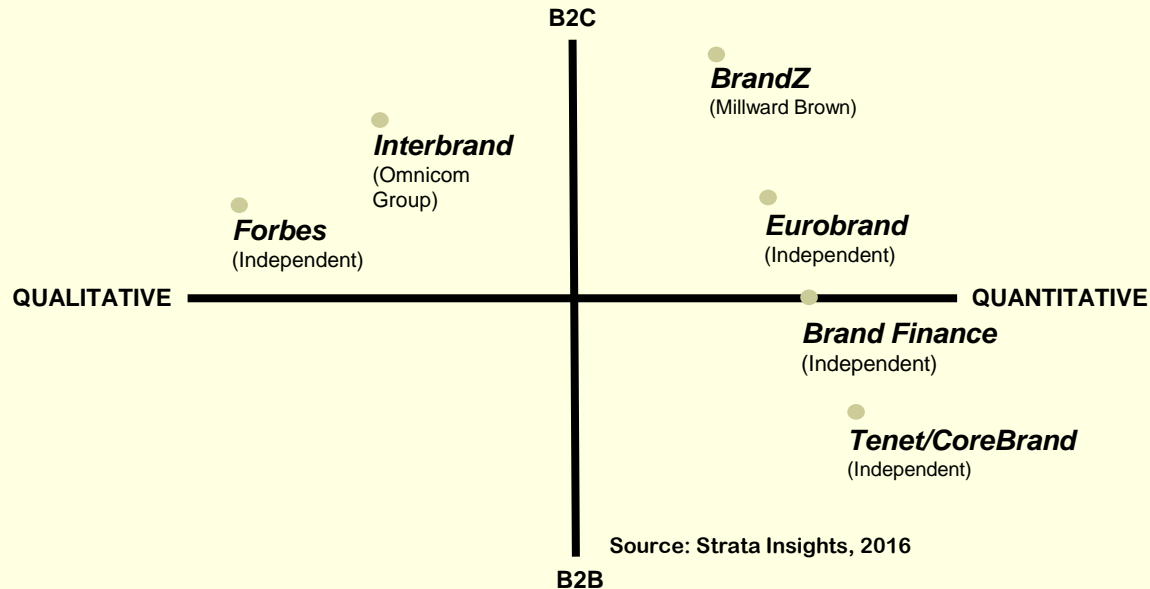 B2C
BrandZ
(Millward Brown)
Interbrand
(Omnicom
Group)
Forbes
(Independent)
Eurobrand
(Independent)
QUALITATIVE
QUANTITATIVE
Brand Finance
(Independent)
Tenet/CoreBrand
(Independent)
Source: Strata Insights, 2016
B2B